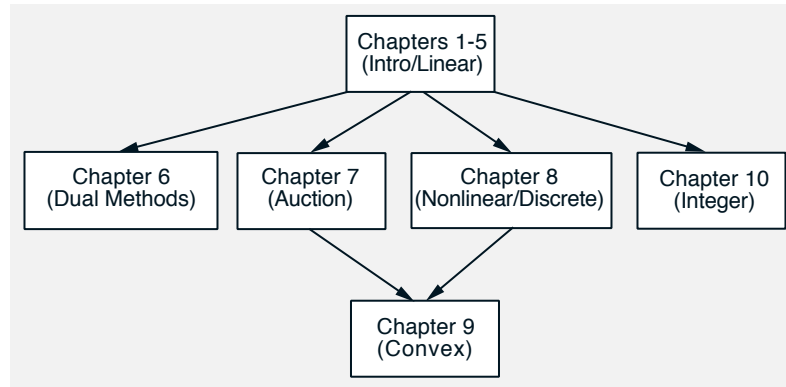 Chapters 1-5
(Intro/Linear)
Chapter 6
(Dual Methods)
Chapter 7
(Auction)
Chapter 8
(Nonlinear/Discrete)
Chapter 10
(Integer)
Chapter 9
(Convex)